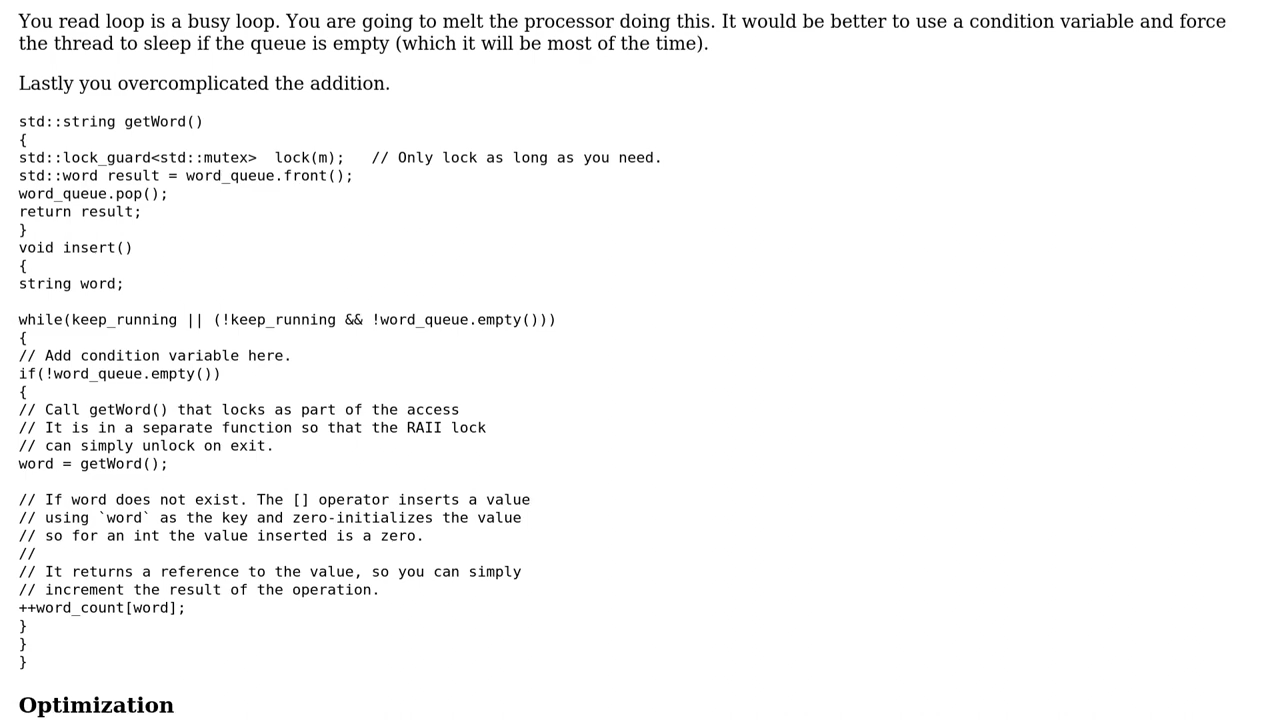 You read loop is a busy loop. You are going to melt the processor doing this. It would be better to use a condition variable and force
the thread to sleep if the queue is empty (which it will be most of the time).
Lastly you overcomplicated the addition.
std::string getWord()
{
std::lock_guard<std::mutex>  lock(m);   // Only lock as long as you need.
std::word result = word_queue.front();
word_queue.pop();
return result;
}
void insert()
{
string word;
while(keep_running || (!keep_running && !word_queue.empty()))
{
// Add condition variable here.
if(!word_queue.empty())
{
// Call getWord() that locks as part of the access
// It is in a separate function so that the RAII lock
// can simply unlock on exit.
word = getWord();
// If word does not exist. The [] operator inserts a value
// using `word` as the key and zero-initializes the value
// so for an int the value inserted is a zero.
//
// It returns a reference to the value, so you can simply
// increment the result of the operation.
++word_count[word];
}
}
}
Optimization